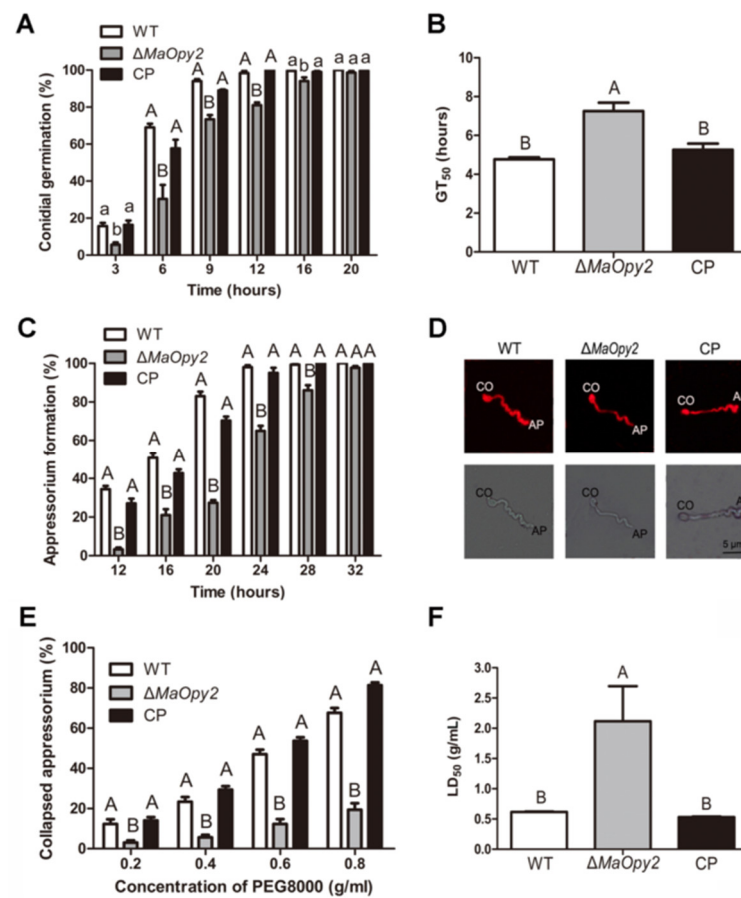 A
WT
ΔMaOpy2
CP
Conidial germination (%)
100
80
60
40
20
0
a b a
A B A
A B A
A B A
a b a
a a a
3 6 9 12 16 20
Time (hours)
B
GT50 (hours)
10
8
6
4
2
0
B A B
WT ΔMaOpy2 CP
C
WT
ΔMaOpy2
CP
Appressorium formation (%)
100
80
60
40
20
0
A B A
A B A
A B A
A B A
A B A
A A A
12 16 20 24 28 32
Time (hours)
D
WT ΔMaOpy2 CP
CO AP
CO AP
CO A
CO AP
CO AP
CO A
5 μm
E
WT
ΔMaOpy2
CP
Collapsed appressorium (%)
100
80
60
40
20
0
A B A
A B A
A B A
A B A
0.2 0.4 0.6 0.8
Concentration of PEG8000 (g/ml)
F
LD50 (g/mL)
3.0
2.5
2.0
1.5
1.0
0.5
0.0
B A B
WT ΔMaOpy2 CP